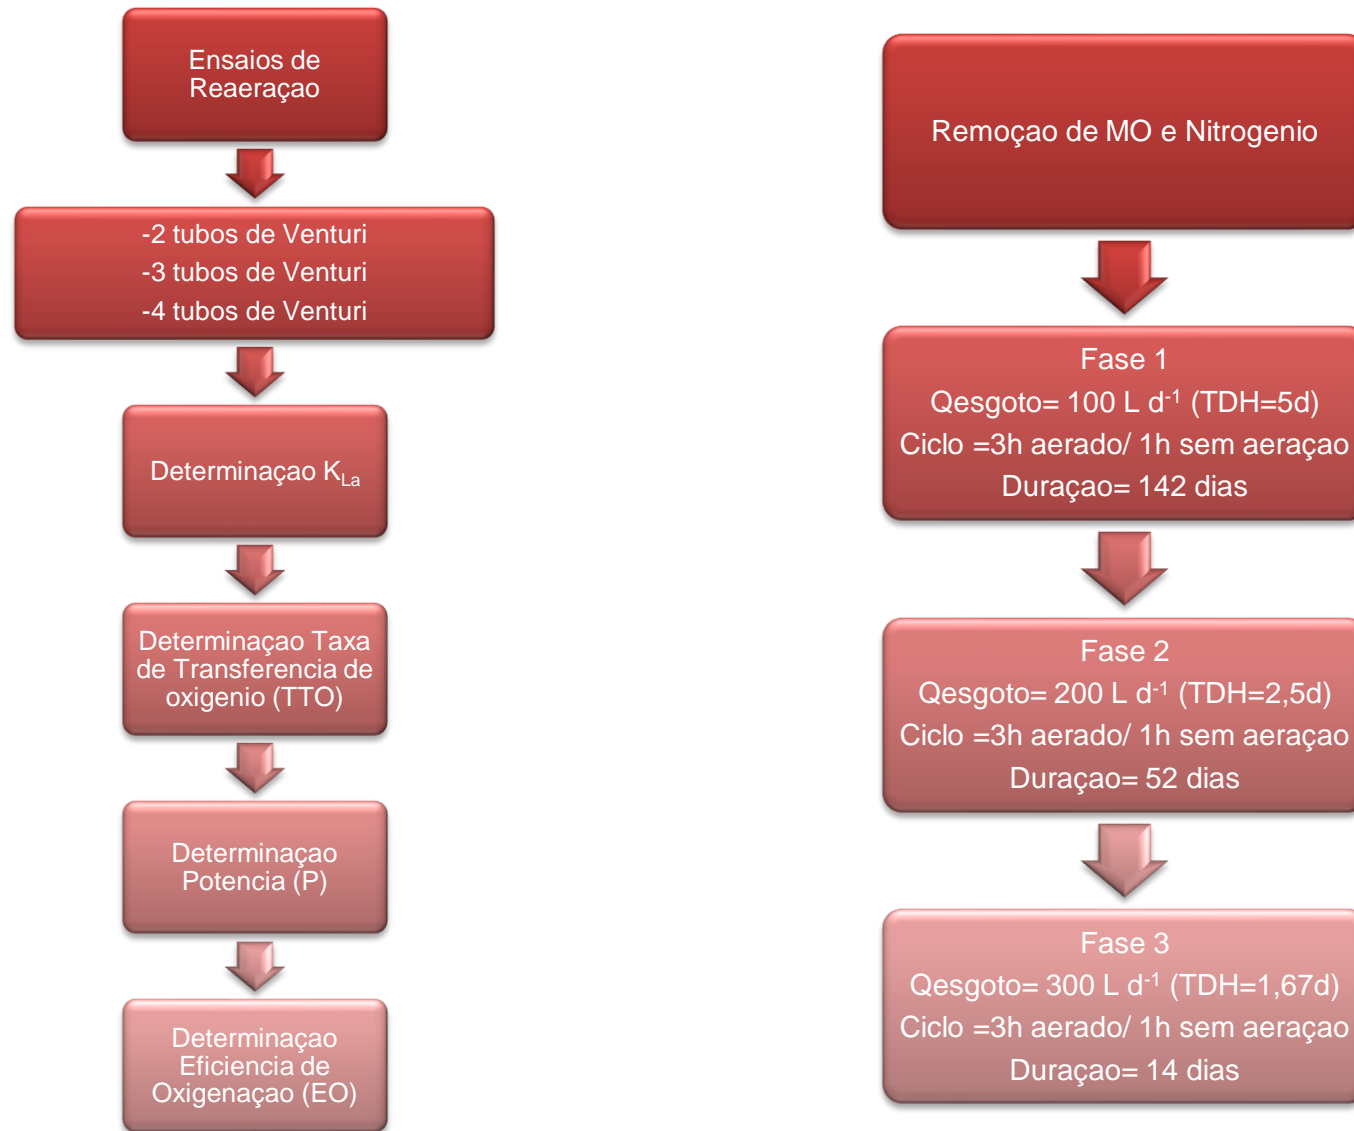 Ensaios de
Reaeraçao
-2 tubos de Venturi
-3 tubos de Venturi
-4 tubos de Venturi
Determinaçao K_La
Determinaçao Taxa
de Transferencia de
oxigenio (TTO)
Determinaçao
Potencia (P)
Determinaçao
Eficiencia de
Oxigenaçao (EO)
Remoçao de MO e Nitrogenio
Fase 1
Qesgoto= 100 L d⁻¹ (TDH=5d)
Ciclo =3h aerado/ 1h sem aeraçao
Duraçao= 142 dias
Fase 2
Qesgoto= 200 L d⁻¹ (TDH=2,5d)
Ciclo =3h aerado/ 1h sem aeraçao
Duraçao= 52 dias
Fase 3
Qesgoto= 300 L d⁻¹ (TDH=1,67d)
Ciclo =3h aerado/ 1h sem aeraçao
Duraçao= 14 dias